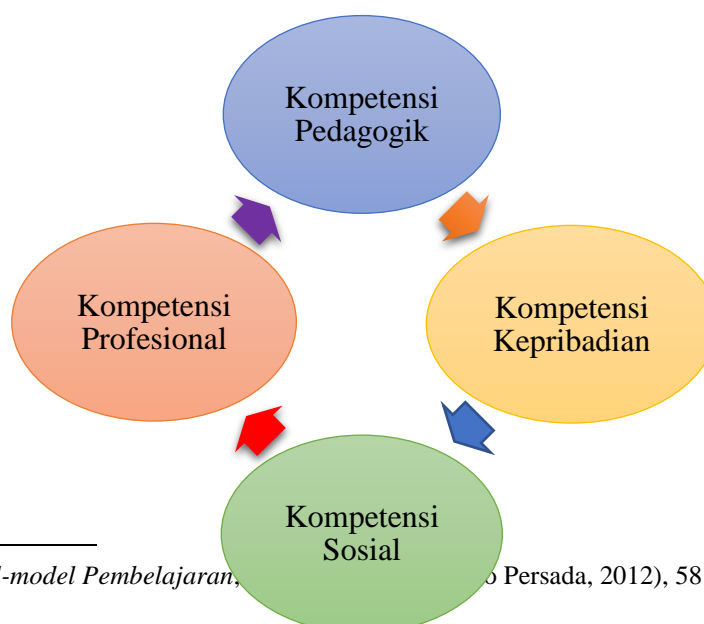 Kompetensi
Pedagogik
Kompetensi
Kepribadian
Kompetensi
Sosial
Kompetensi
Profesional
-model Pembelajaran, Persada, 2012), 58